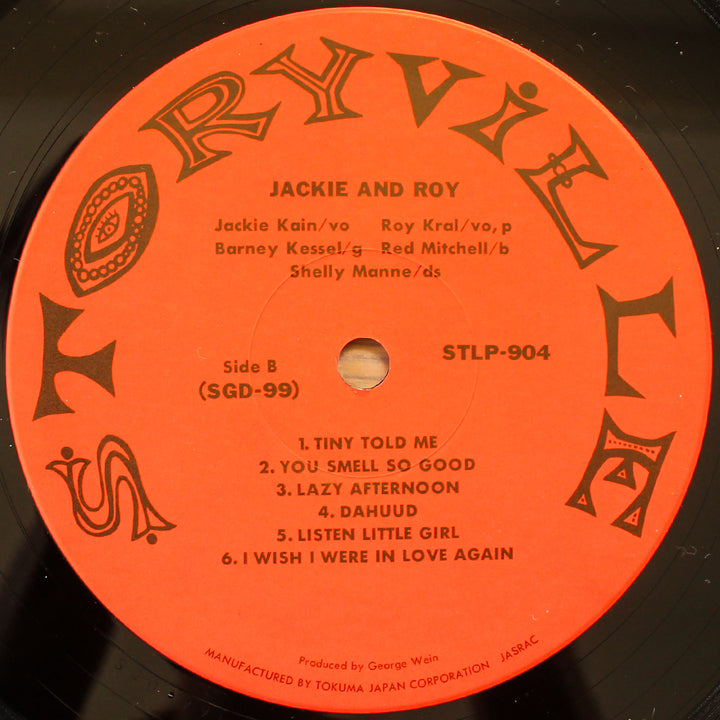 STORYVILLE
JACKIE AND ROY
Jackie Kain/vo Roy Kral/vo, p
Barney Kessel/g Red Mitchell/b
Shelly Manne/ds
Side B
(SGD-99)
STLP-904
1. TINY TOLD ME
2. YOU SMELL SO GOOD
3. LAZY AFTERNOON
4. DAHUUD
5. LISTEN LITTLE GIRL
6. I WISH I WERE IN LOVE AGAIN
Produced by George Wein
MANUFACTURED BY TOKUMA JAPAN CORPORATION JASRAC